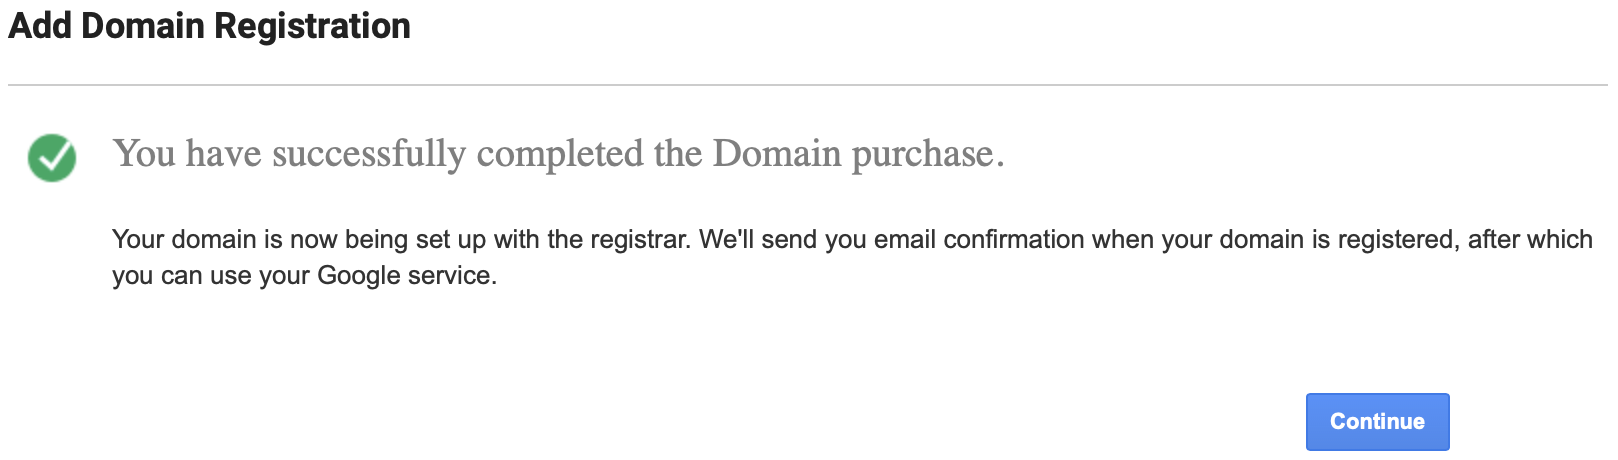 Add Domain Registration
You have successfully completed the Domain purchase.
Your domain is now being set up with the registrar. We'll send you email confirmation when your domain is registered, after which
you can use your Google service.
Continue